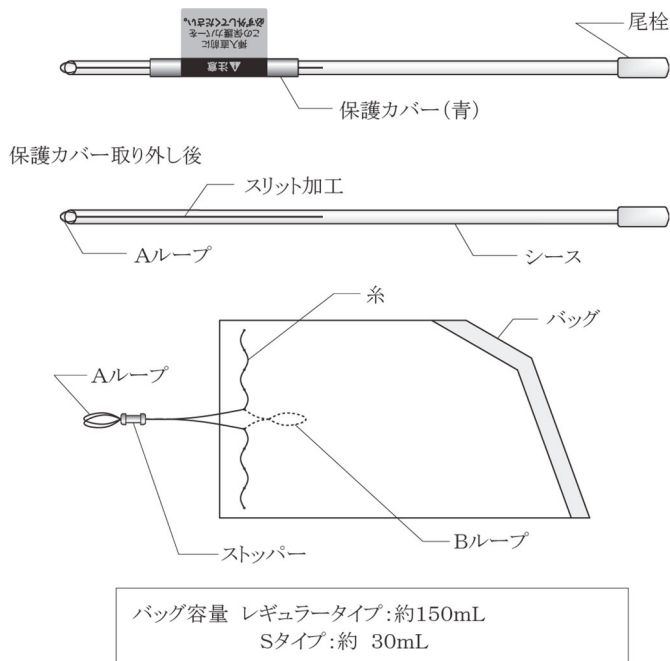 尾栓
挿入直前に
この保護カバーを
必ず外してください。
⚠注意
保護カバー(青)
保護カバー取り外し後
スリット加工
Aループ
シース
糸
バッグ
Aループ
ストッパー
Bループ
バッグ容量 レギュラータイプ:約150mL
Sタイプ:約 30mL